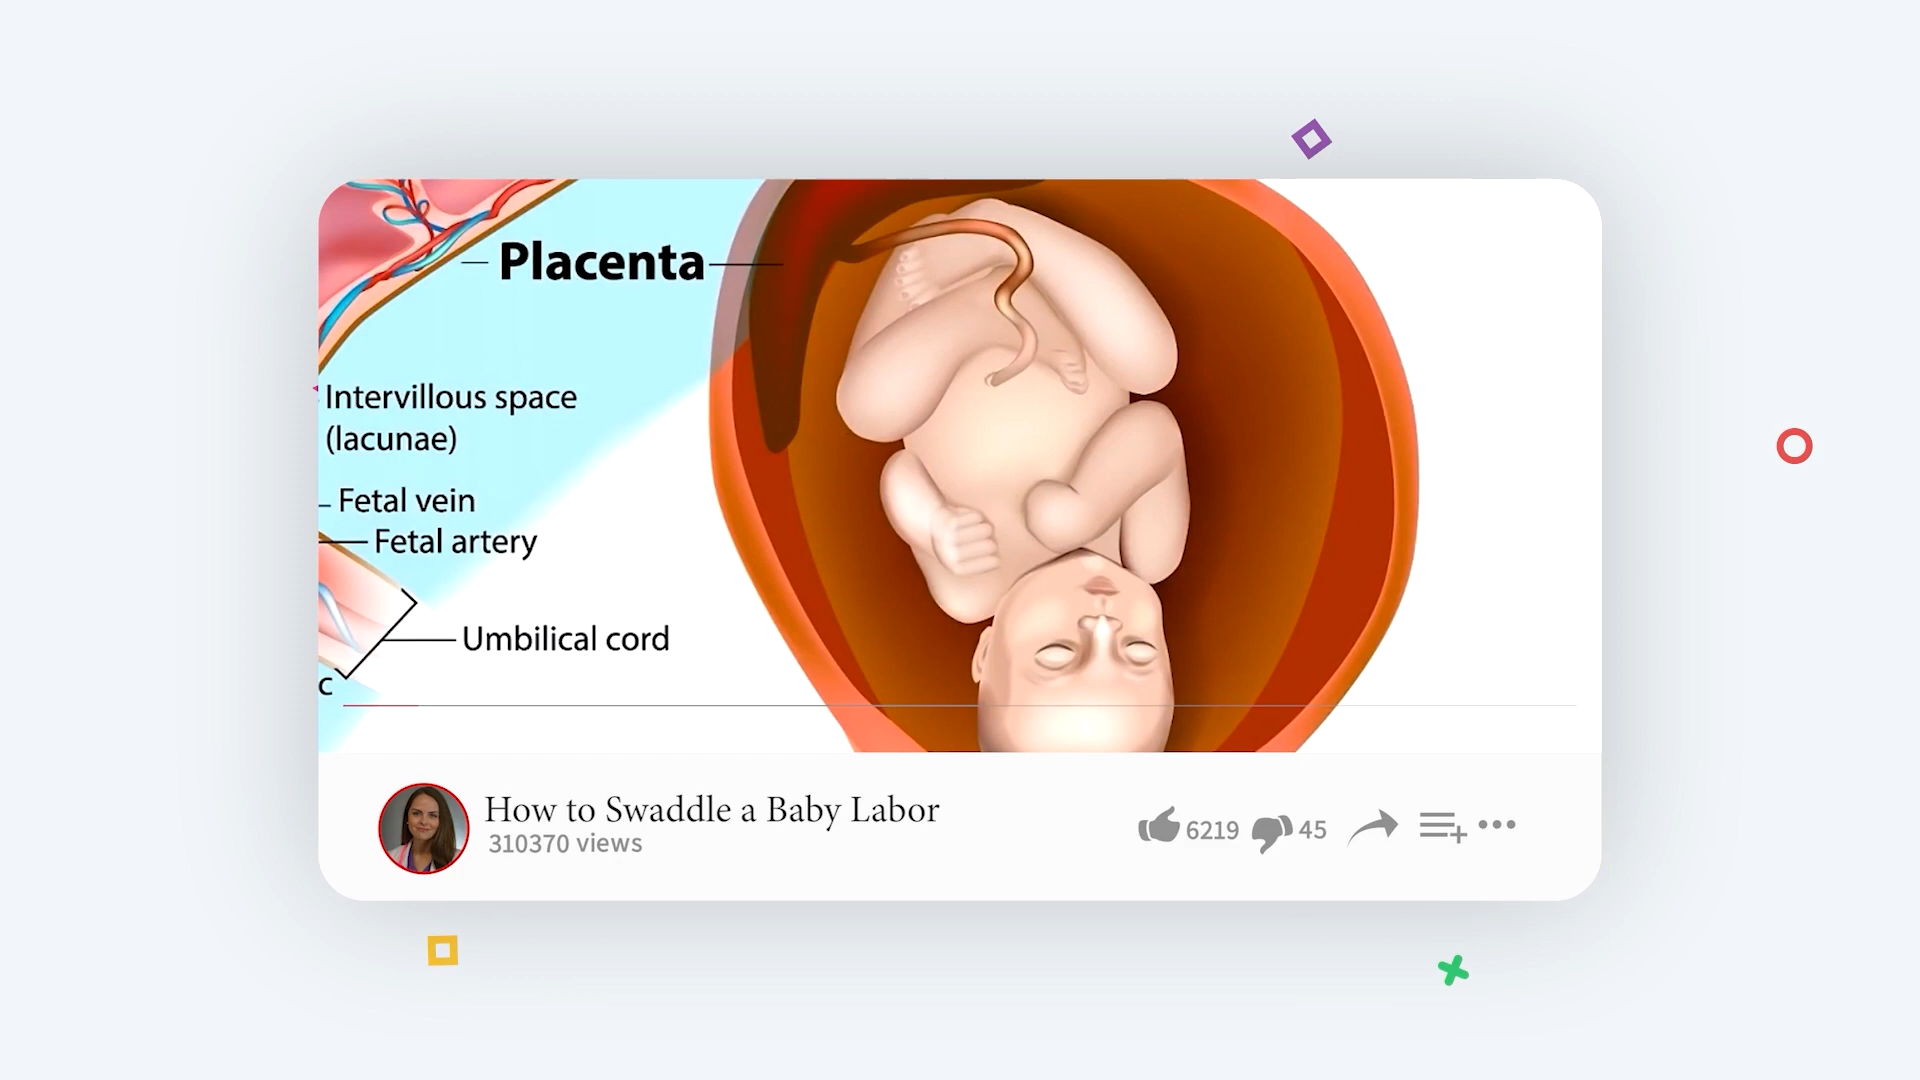 Placenta
Intervillous space
(lacunae)
Fetal vein
Fetal artery
Umbilical cord
c
How to Swaddle a Baby Labor
310370 views
6219
45